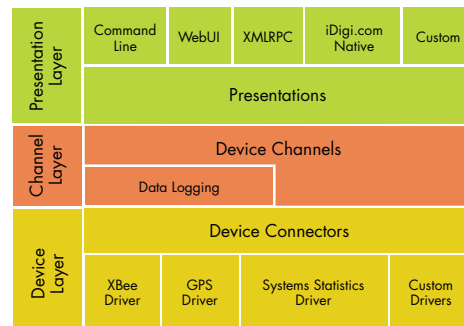 Presentation
Layer
Command
Line
WebUI
XMLRPC
iDigi.com
Native
Custom
Presentations
Channel
Layer
Device Channels
Data Logging
Device
Layer
Device Connectors
XBee
Driver
GPS
Driver
Systems Statistics
Driver
Custom
Drivers